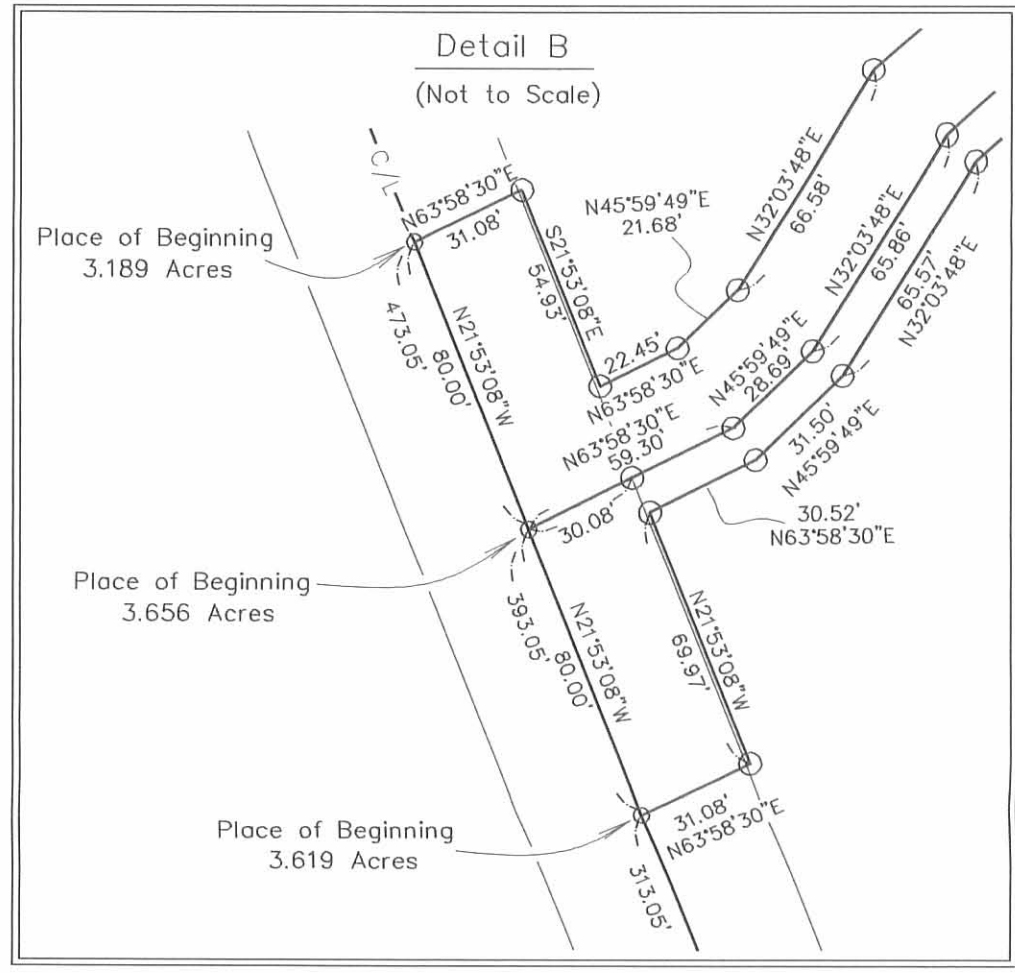 Detail B
(Not to Scale)
C/L
N63°58'30"E
31.08'
Place of Beginning
3.189 Acres
S21°53'08"E
54.93'
N45°59'49"E
21.68'
N32°03'48"E
66.58'
N32°03'48"E
65.86'
65.57'
N32°03'48"E
473.05'
N21°53'08"W
80.00'
22.45'
N63°58'30"E
N45°59'49"E
28.69'
N63°58'30"E
59.30'
31.50'
N45°59'49"E
30.08'
30.52'
N63°58'30"E
Place of Beginning
3.656 Acres
393.05'
N21°53'08"W
80.00'
N21°53'08"W
69.97'
Place of Beginning
3.619 Acres
31.08'
N63°58'30"E
313.05'